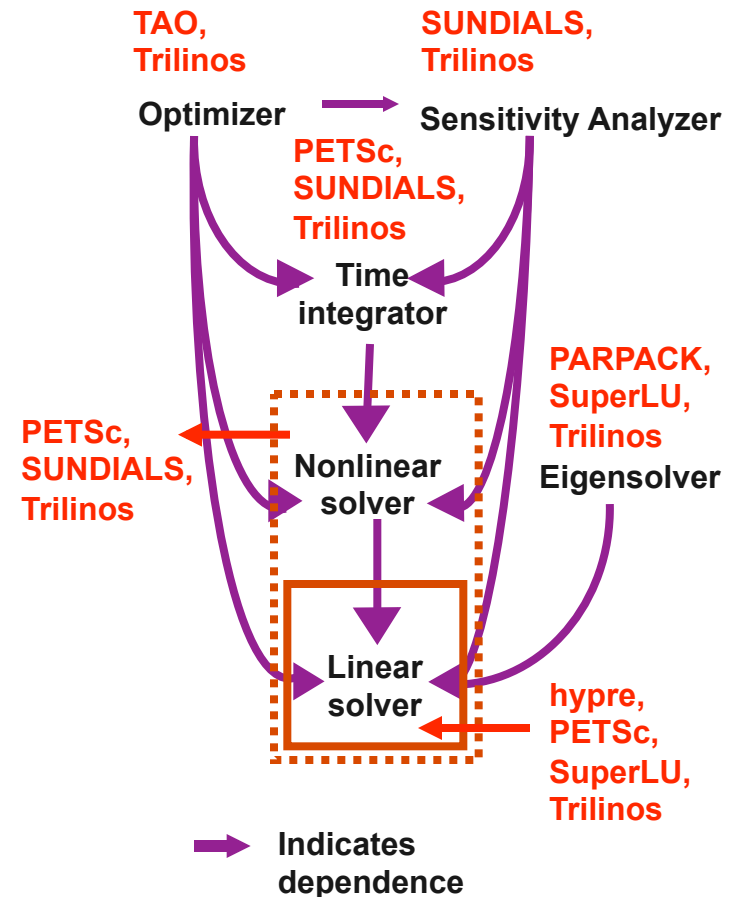 TAO,
Trilinos
Optimizer
SUNDIALS,
Trilinos
Sensitivity Analyzer
PETSc,
SUNDIALS,
Trilinos
Time
integrator
PARPACK,
SuperLU,
Trilinos
Eigensolver
PETSc,
SUNDIALS,
Trilinos
Nonlinear
solver
Linear
solver
hypre,
PETSc,
SuperLU,
Trilinos
Indicates
dependence